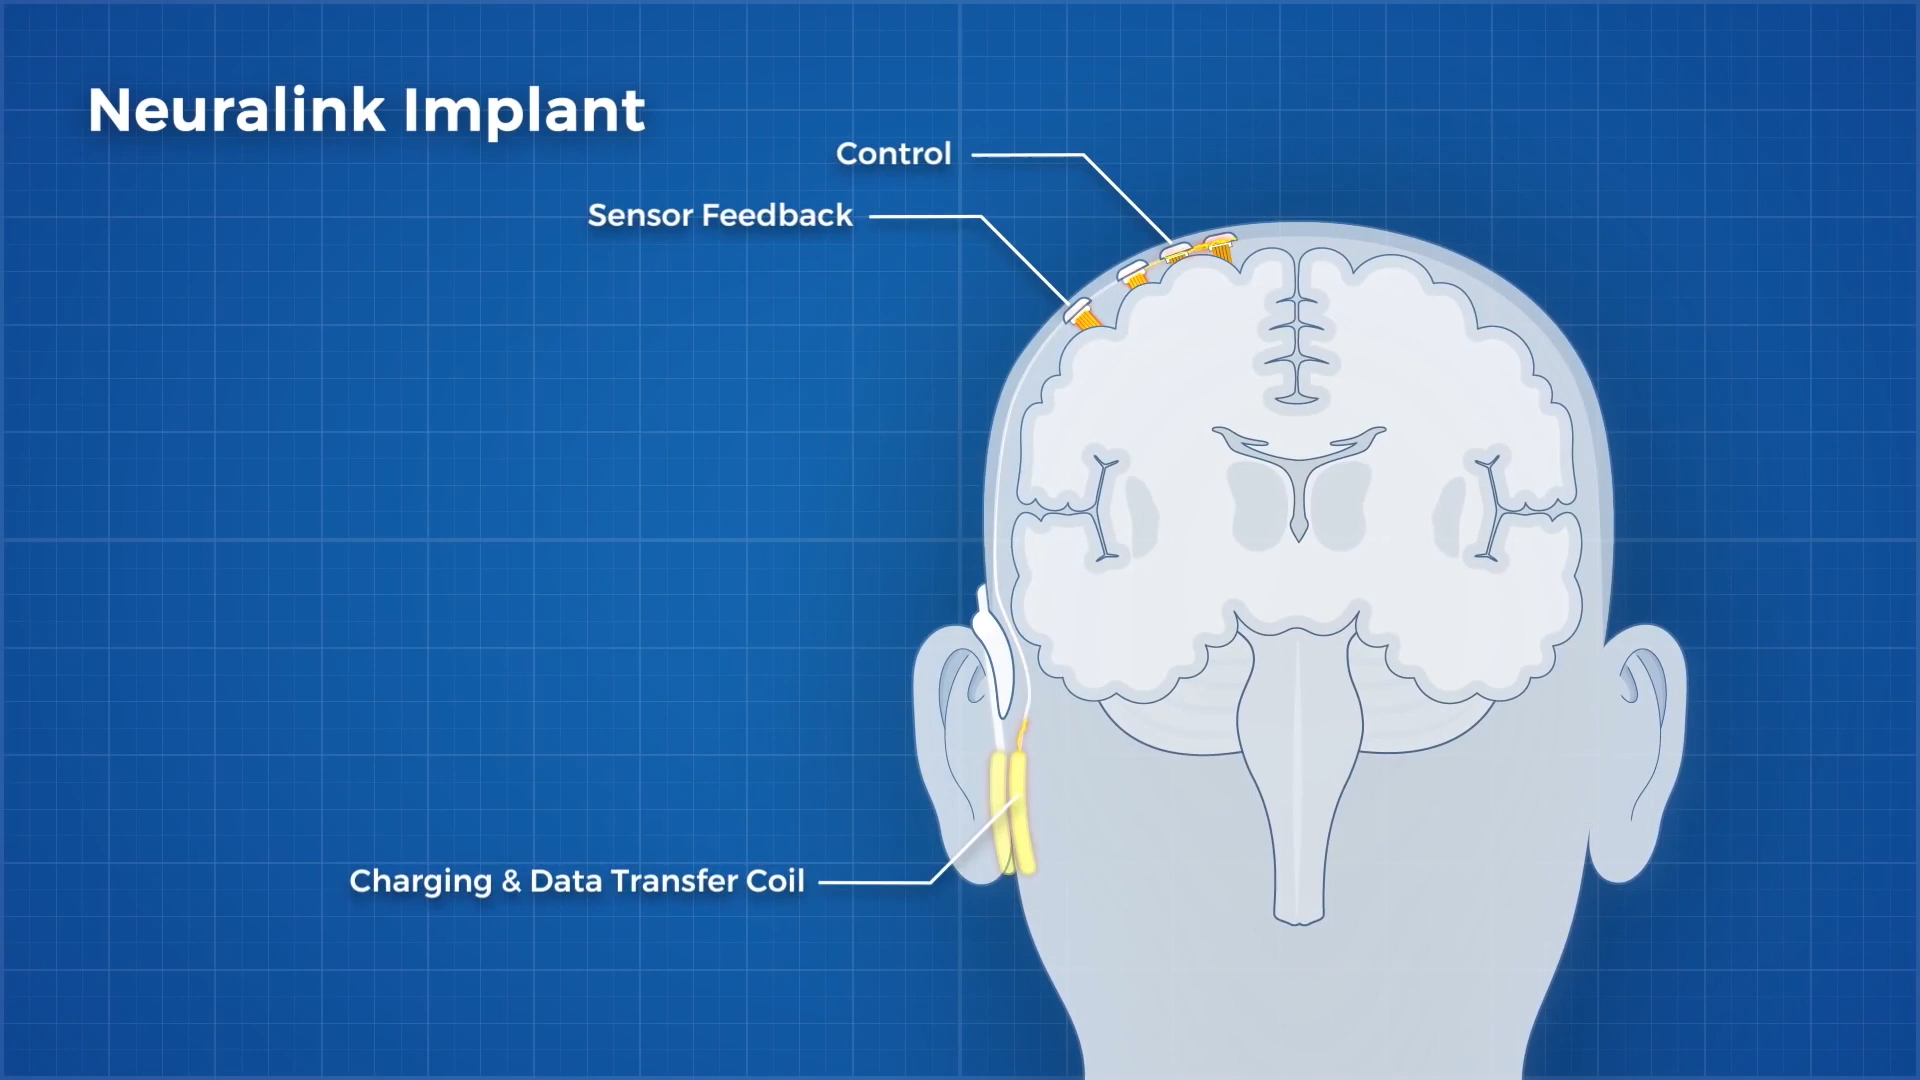 Neuralink Implant
Control
Sensor Feedback
Charging & Data Transfer Coil